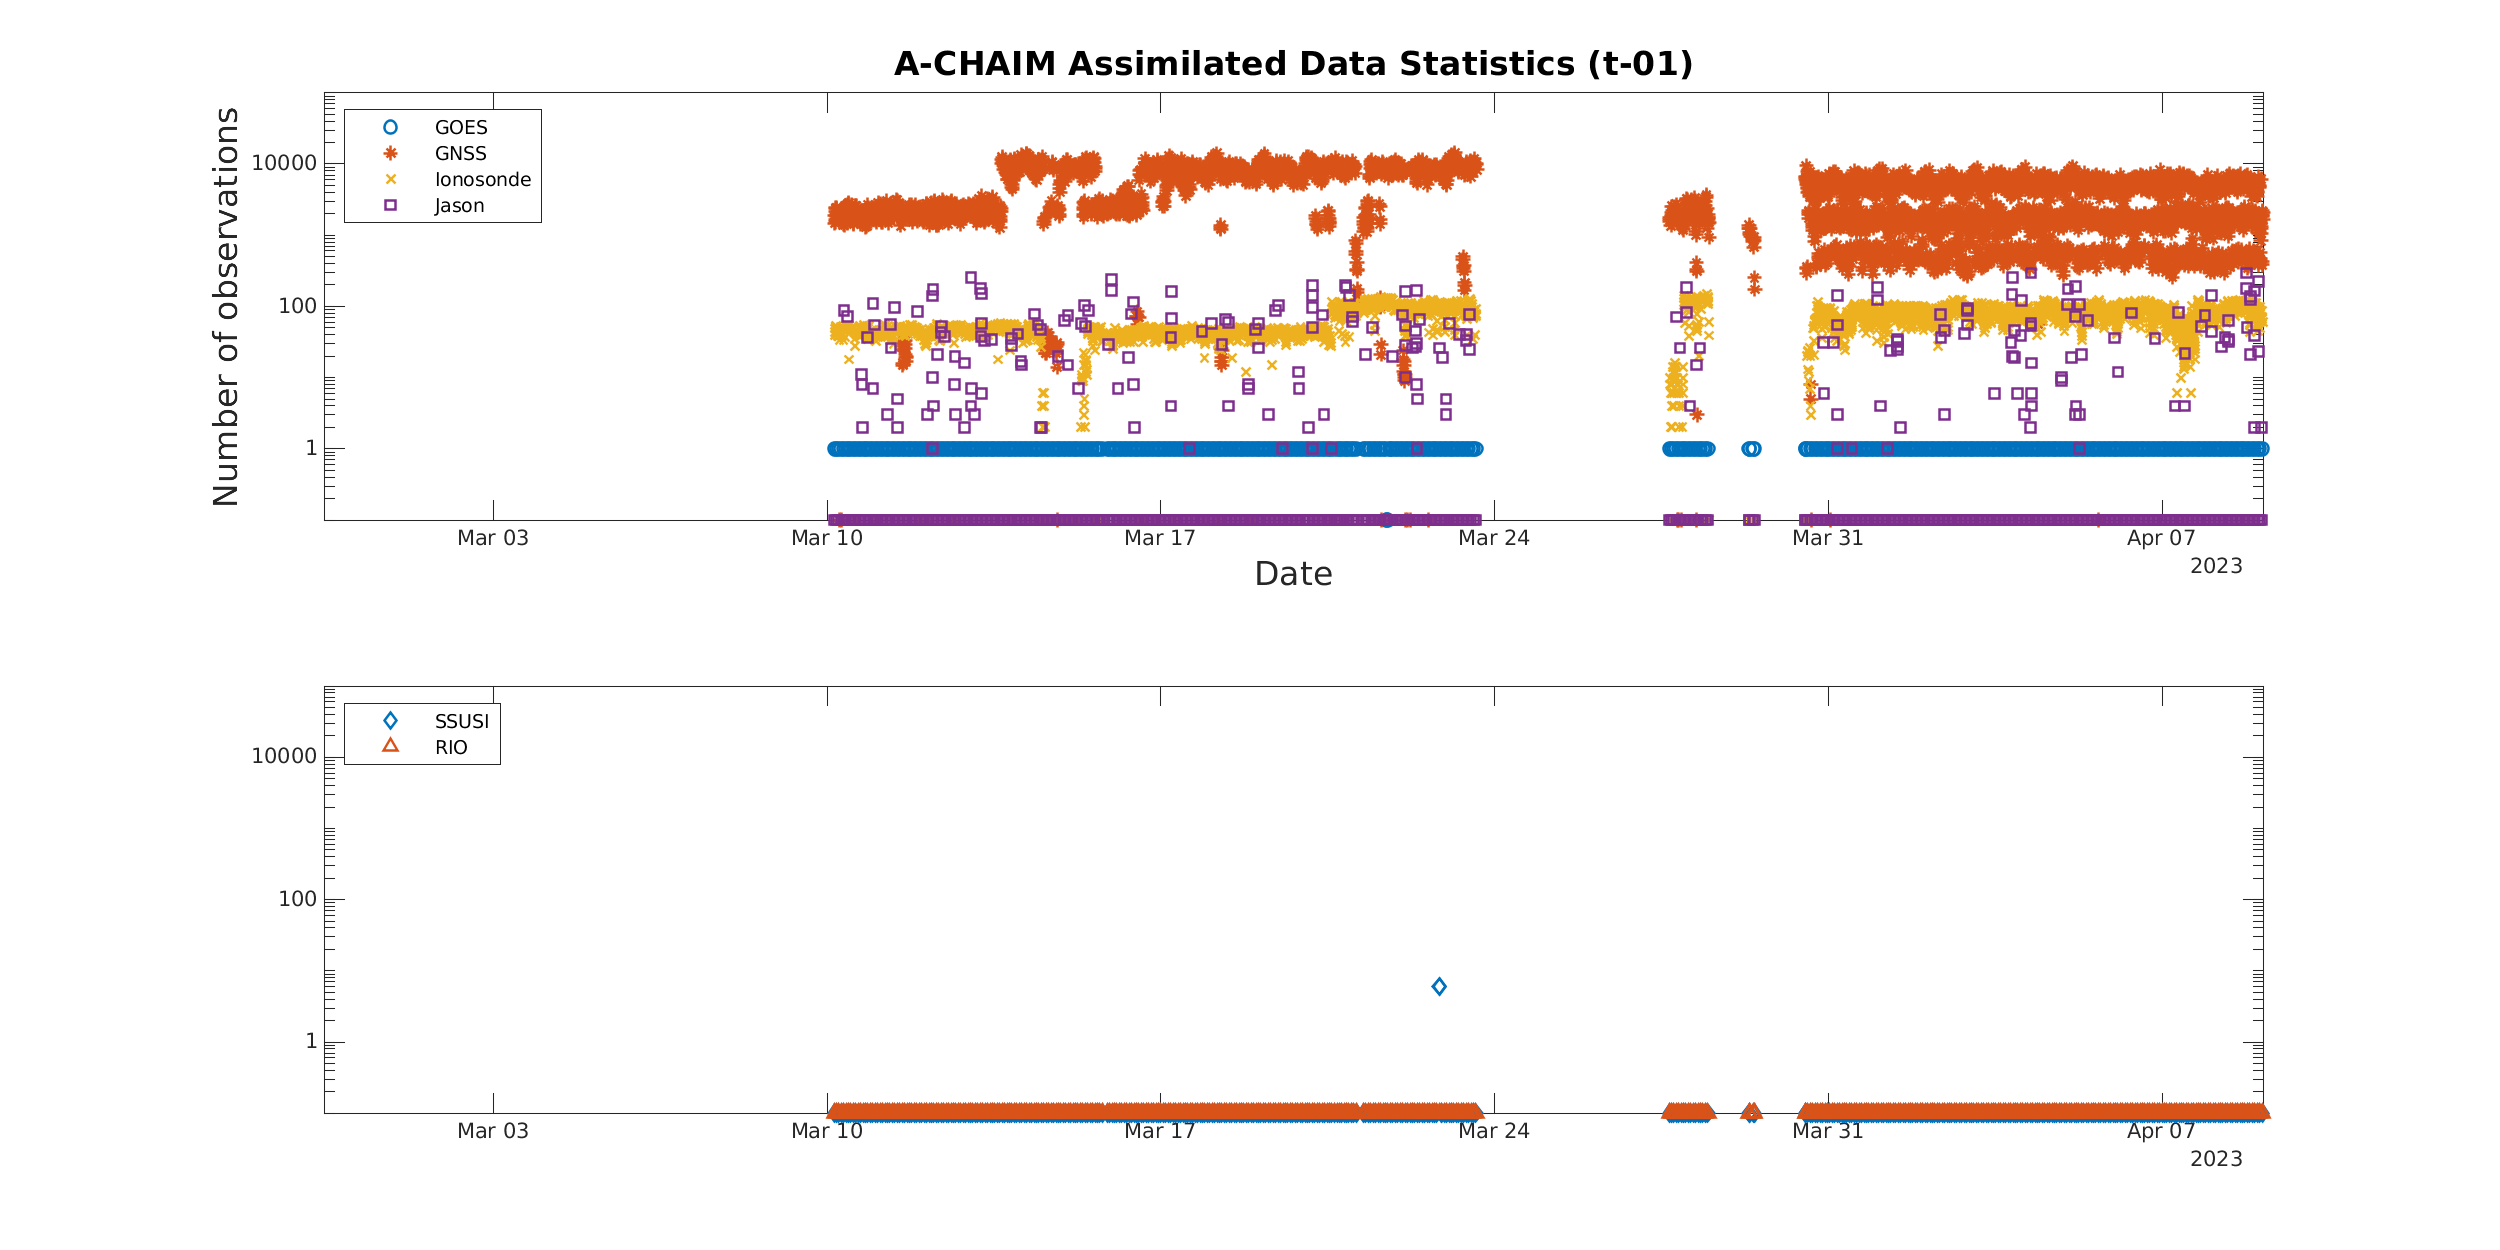 A-CHAIM Assimilated Data Statistics (t-01)
Number of observations
10000
100
1
GOES
GNSS
Ionosonde
Jason
Mar 03
Mar 10
Mar 17
Mar 24
Mar 31
Apr 07
2023
Date
10000
100
1
SSUSI
RIO
Mar 03
Mar 10
Mar 17
Mar 24
Mar 31
Apr 07
2023